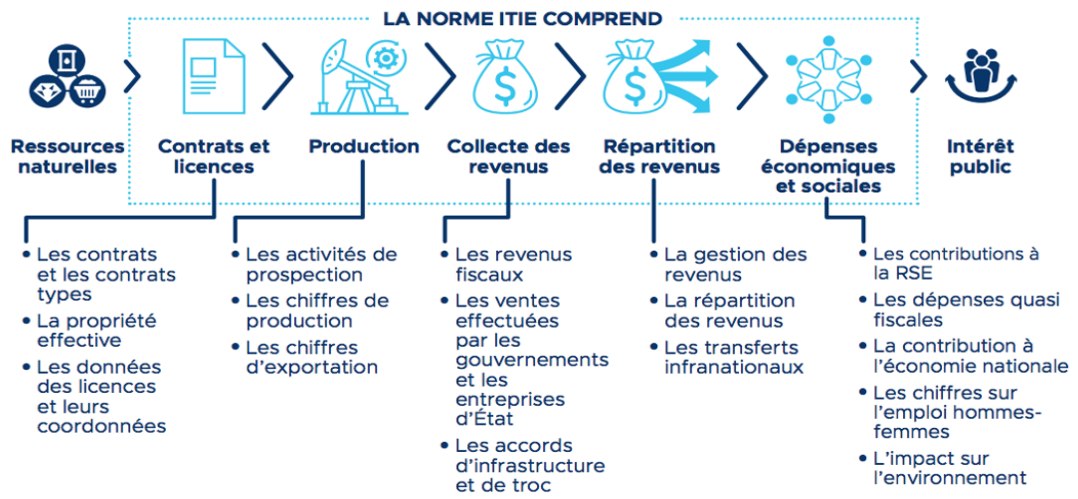 LA NORME ITIE COMPREND
Ressources
naturelles
Contrats et
licences
Production
Collecte des
revenus
Répartition
des revenus
Dépenses
économiques
et sociales
Intérêt
public
• Les contrats
et les contrats
types
• La propriété
effective
• Les données
des licences
et leurs
coordonnées
• Les activités de
prospection
• Les chiffres de
production
• Les chiffres
d’exportation
• Les revenus
fiscaux
• Les ventes
effectuées
par les
gouvernements
et les
entreprises
d’État
• Les accords
d’infrastructure
et de troc
• La gestion des
revenus
• La répartition
des revenus
• Les transferts
infranationaux
• Les contributions à
la RSE
• Les dépenses quasi
fiscales
• La contribution à
l’économie nationale
• Les chiffres sur
l’emploi hommes-
femmes
• L’impact sur
l’environnement